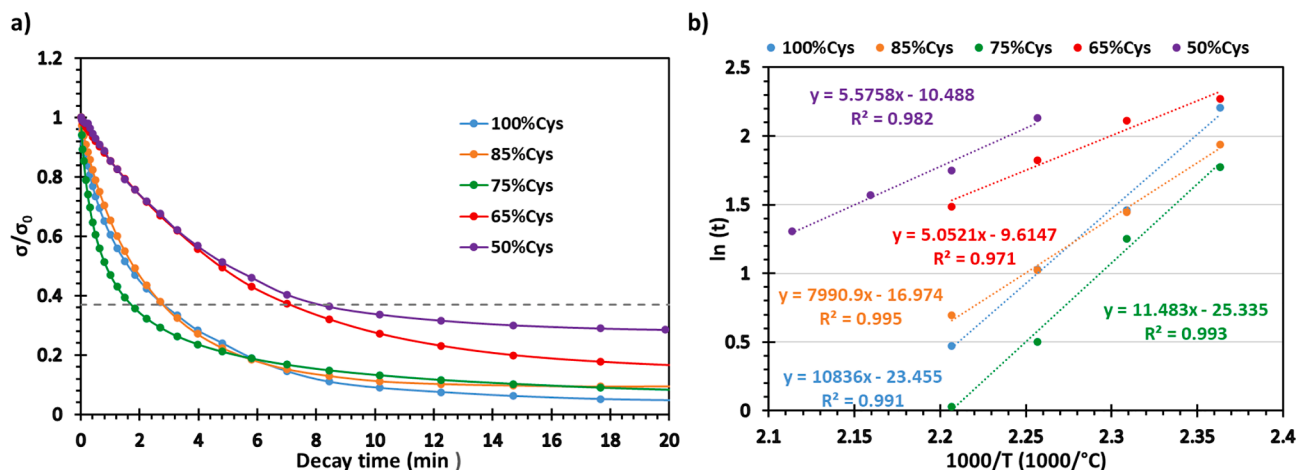 a)
σ/σ₀
1.2
1
0.8
0.6
0.4
0.2
0
0 2 4 6 8 10 12 14 16 18 20
Decay time (min )
100%Cys
85%Cys
75%Cys
65%Cys
50%Cys
b)
100%Cys 85%Cys 75%Cys 65%Cys 50%Cys
ln (t)
2.5
2
1.5
1
0.5
0
2.1 2.15 2.2 2.25 2.3 2.35 2.4
1000/T (1000/°C)
y = 5.5758x - 10.488
R² = 0.982
y = 5.0521x - 9.6147
R² = 0.971
y = 7990.9x - 16.974
R² = 0.995
11.483x - 25.335
R² = 0.993
y = 10836x - 23.455
R² = 0.991